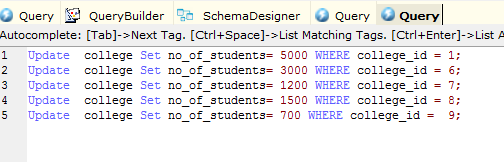 Query QueryBuilder SchemaDesigner Query Query
Autocomplete: [Tab]->Next Tag. [Ctrl+Space]->List Matching Tags. [Ctrl+Enter]->List A
1 Update college Set no_of_students= 5000 WHERE college_id = 1;
2 Update college Set no_of_students= 3000 WHERE college_id = 6;
3 Update college Set no_of_students= 1200 WHERE college_id = 7;
4 Update college Set no_of_students= 1500 WHERE college_id = 8;
5 Update college Set no_of_students= 700 WHERE college_id = 9;